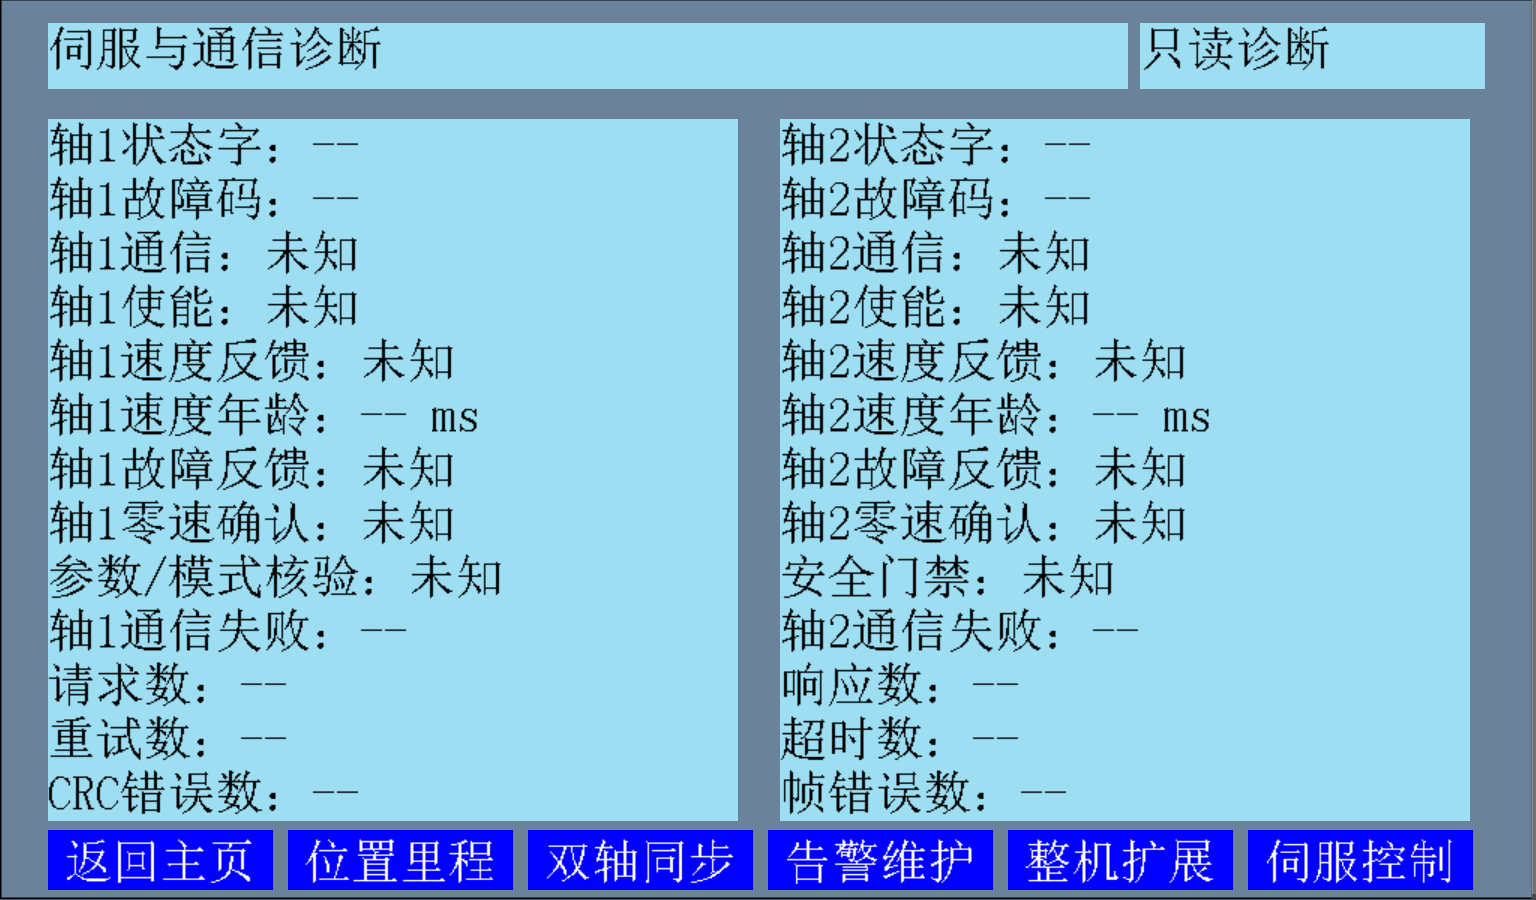 伺服与通信诊断
只读诊断
轴1状态字：--
轴1故障码：--
轴1通信：未知
轴1使能：未知
轴1速度反馈：未知
轴1速度年龄：-- ms
轴1故障反馈：未知
轴1零速确认：未知
参数/模式核验：未知
轴1通信失败：--
请求数：--
重试数：--
CRC错误数：--
轴2状态字：--
轴2故障码：--
轴2通信：未知
轴2使能：未知
轴2速度反馈：未知
轴2速度年龄：-- ms
轴2故障反馈：未知
轴2零速确认：未知
安全门禁：未知
轴2通信失败：--
响应数：--
超时数：--
帧错误数：--
返回主页
位置里程
双轴同步
告警维护
整机扩展
伺服控制